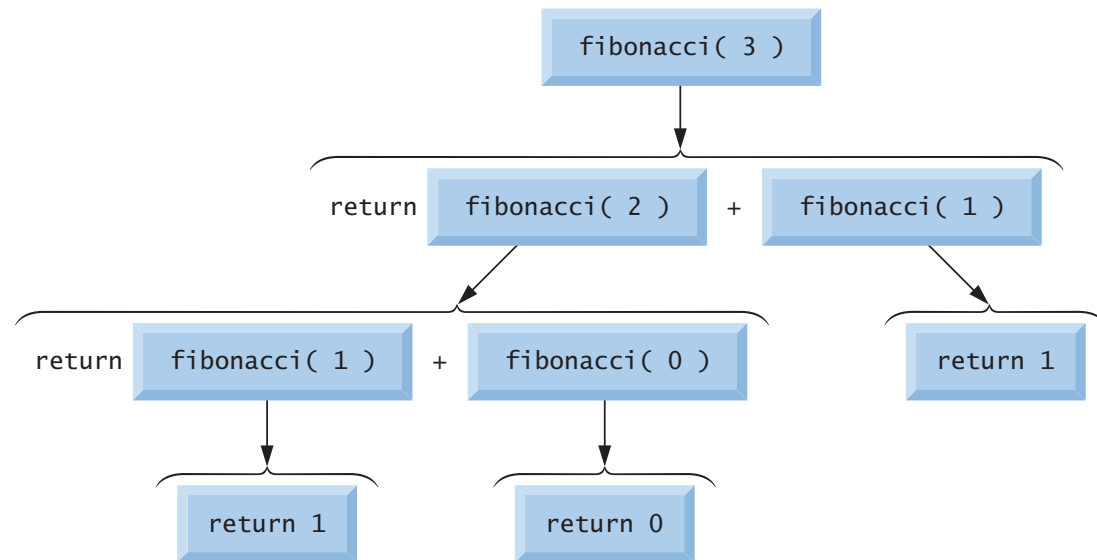 fibonacci( 3 )
return fibonacci( 2 ) + fibonacci( 1 )
return fibonacci( 1 ) + fibonacci( 0 )
return 1
return 1
return 0